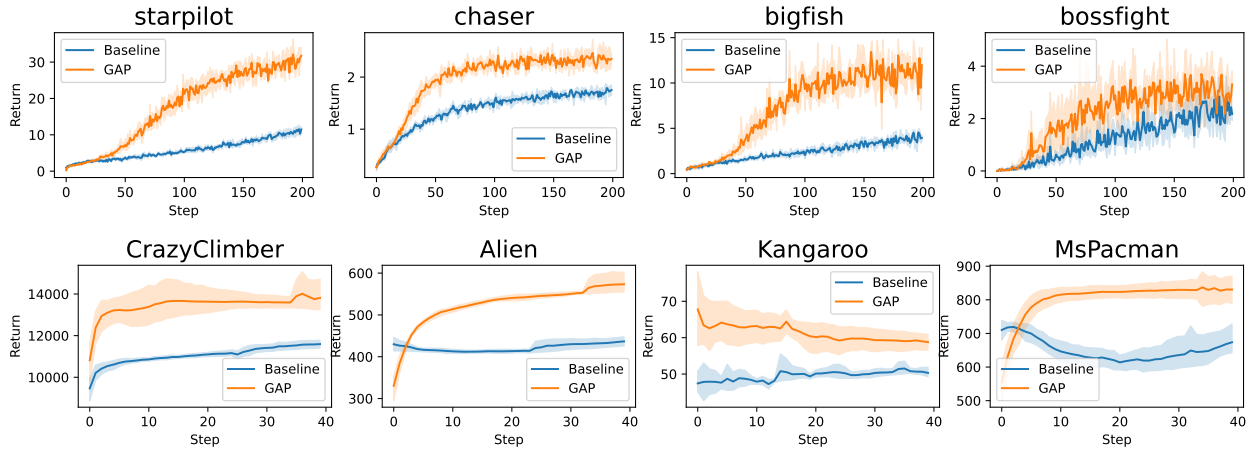 starpilot
chaser
bigfish
bossfight
Return
30
20
10
0
Baseline
GAP
0 50 100 150 200
Step
Return
2
1
Baseline
GAP
0 50 100 150 200
Step
Return
15
10
5
0
Baseline
GAP
0 50 100 150 200
Step
Return
4
2
0
Baseline
GAP
0 50 100 150 200
Step
CrazyClimber
Alien
Kangaroo
MsPacman
Return
14000
12000
10000
Baseline
GAP
0 10 20 30 40
Step
Return
600
500
400
300
Baseline
GAP
0 10 20 30 40
Step
Return
70
60
50
Baseline
GAP
0 10 20 30 40
Step
Return
900
800
700
600
500
Baseline
GAP
0 10 20 30 40
Step